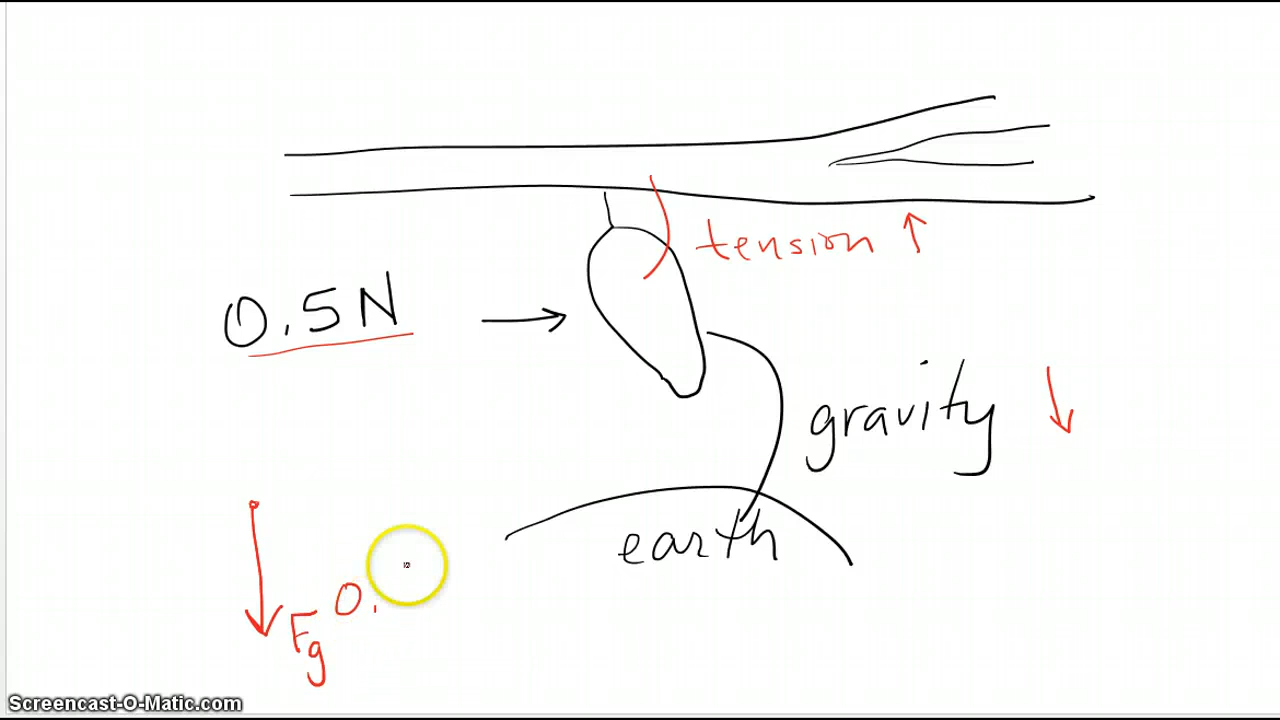 tension ↑
0.5N →
gravity ↓
earth
Fg 0.
Screencast-O-Matic.com